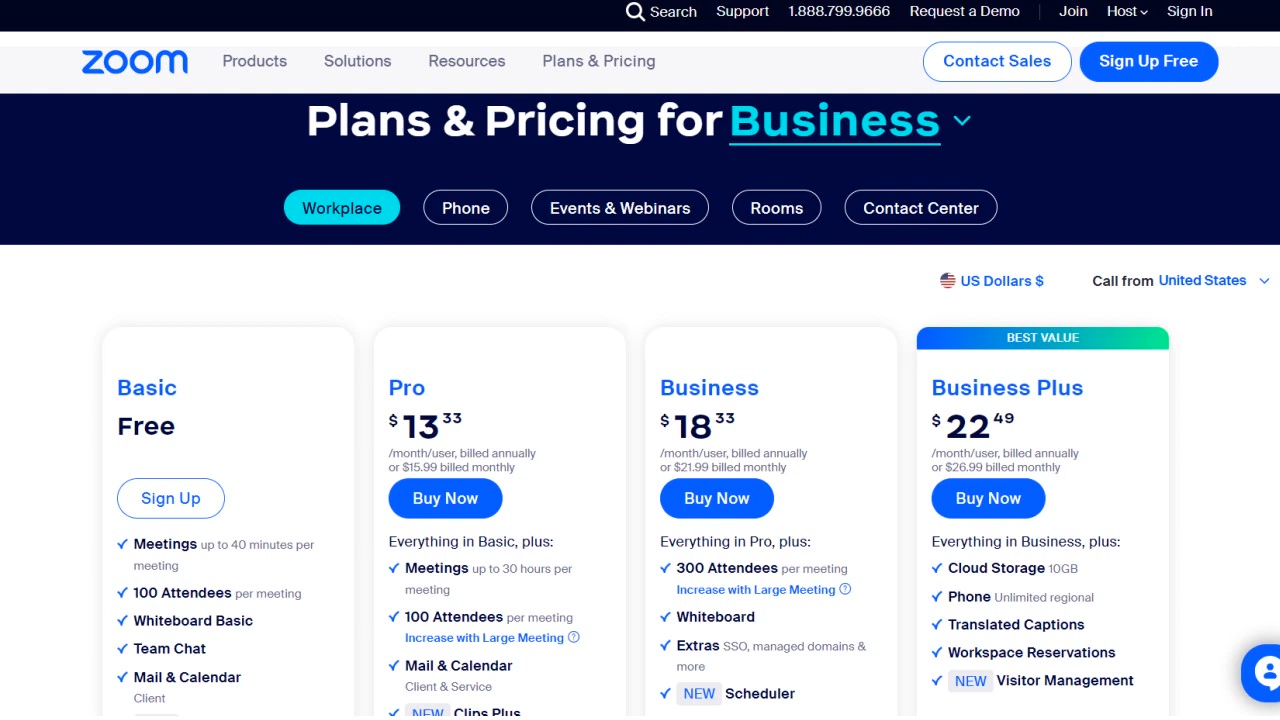 Search Support 1.888.799.9666 Request a Demo Join Host Sign In
zoom Products Solutions Resources Plans & Pricing Contact Sales Sign Up Free
Plans & Pricing for Business
Workplace Phone Events & Webinars Rooms Contact Center
US Dollars $ Call from United States
Basic
Free
Sign Up
Meetings up to 40 minutes per
meeting
100 Attendees per meeting
Whiteboard Basic
Team Chat
Mail & Calendar
Client
Pro
$13 33
/month/user, billed annually
or $15.99 billed monthly
Buy Now
Everything in Basic, plus:
Meetings up to 30 hours per
meeting
100 Attendees per meeting
Increase with Large Meeting ?
Mail & Calendar
Client & Service
NEW Clips Plus
Business
$18 33
/month/user, billed annually
or $21.99 billed monthly
Buy Now
Everything in Pro, plus:
300 Attendees per meeting
Increase with Large Meeting ?
Whiteboard
Extras SSO, managed domains &
more
NEW Scheduler
BEST VALUE
Business Plus
$22 49
/month/user, billed annually
or $26.99 billed monthly
Buy Now
Everything in Business, plus:
Cloud Storage 10GB
Phone Unlimited regional
Translated Captions
Workspace Reservations
NEW Visitor Management